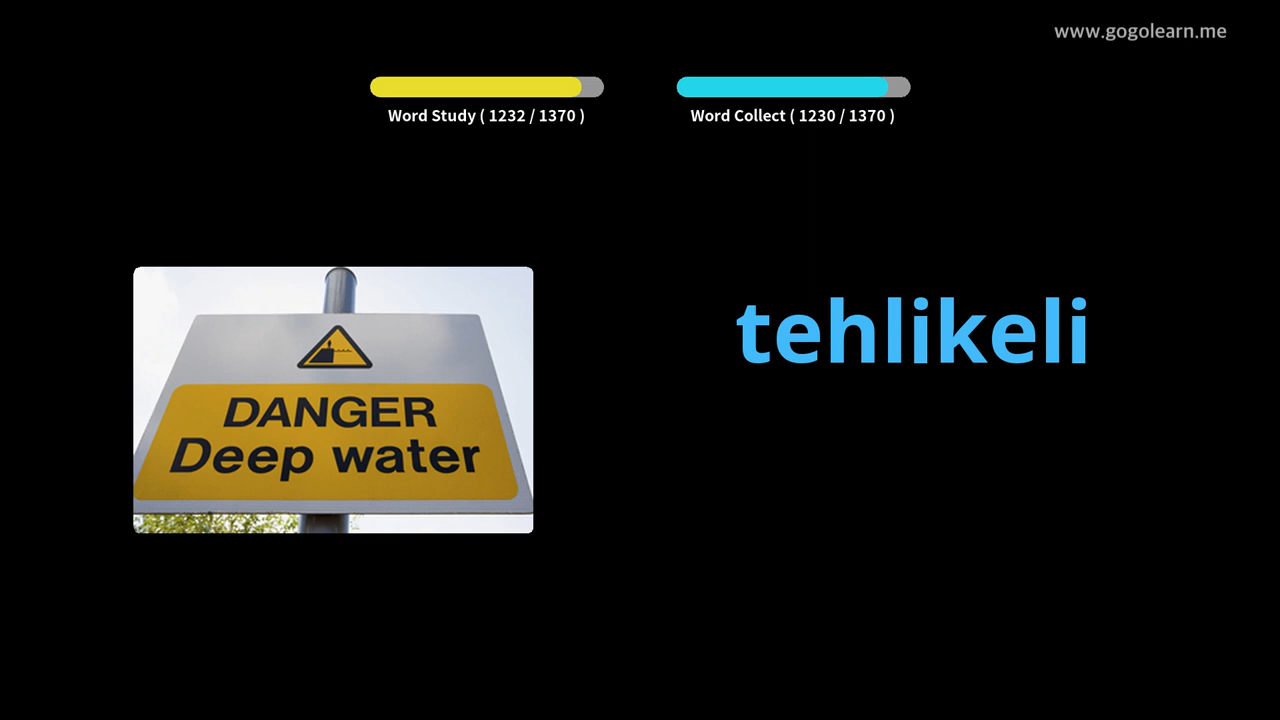 www.gogolearn.me
Word Study ( 1232 / 1370 )
Word Collect ( 1230 / 1370 )
tehlikeli
DANGER
Deep water